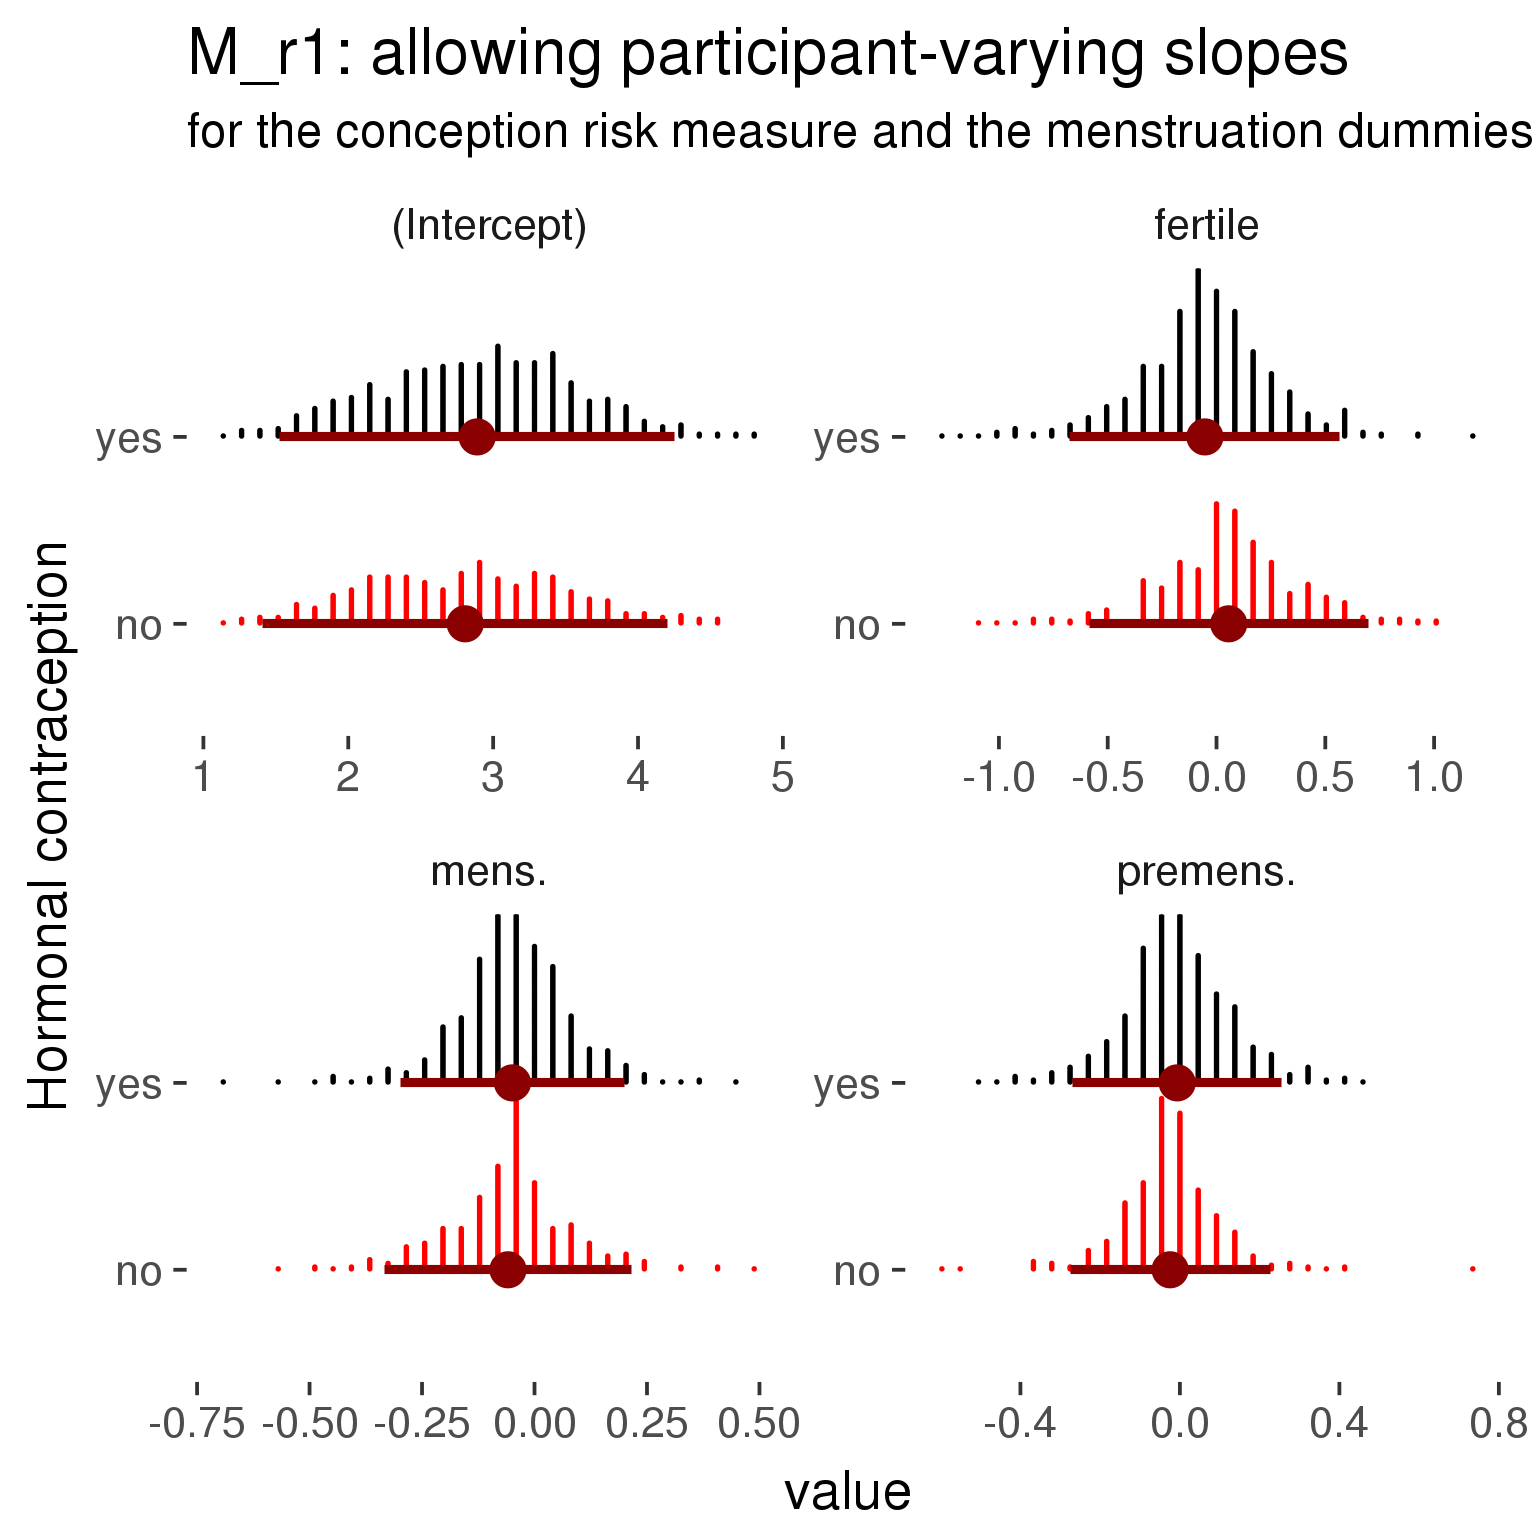 M_r1: allowing participant-varying slopes
for the conception risk measure and the menstruation dummies
(Intercept)
fertile
yes
no
yes
no
1 2 3 4 5
-1.0 -0.5 0.0 0.5 1.0
mens.
premens.
yes
no
yes
no
-0.75 -0.50 -0.25 0.00 0.25 0.50
-0.4 0.0 0.4 0.8
Hormonal contraception
value